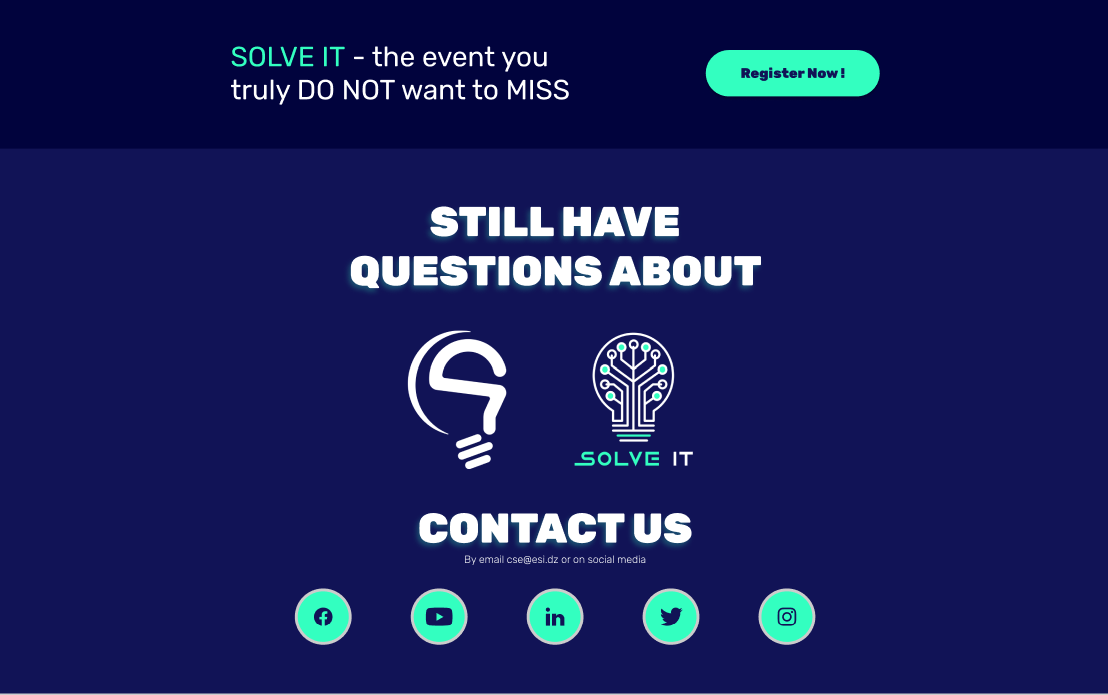 SOLVE IT - the event you
truly DO NOT want to MISS
Register Now !
STILL HAVE
QUESTIONS ABOUT
SOLVE IT
CONTACT US
By email cse@esi.dz or on social media